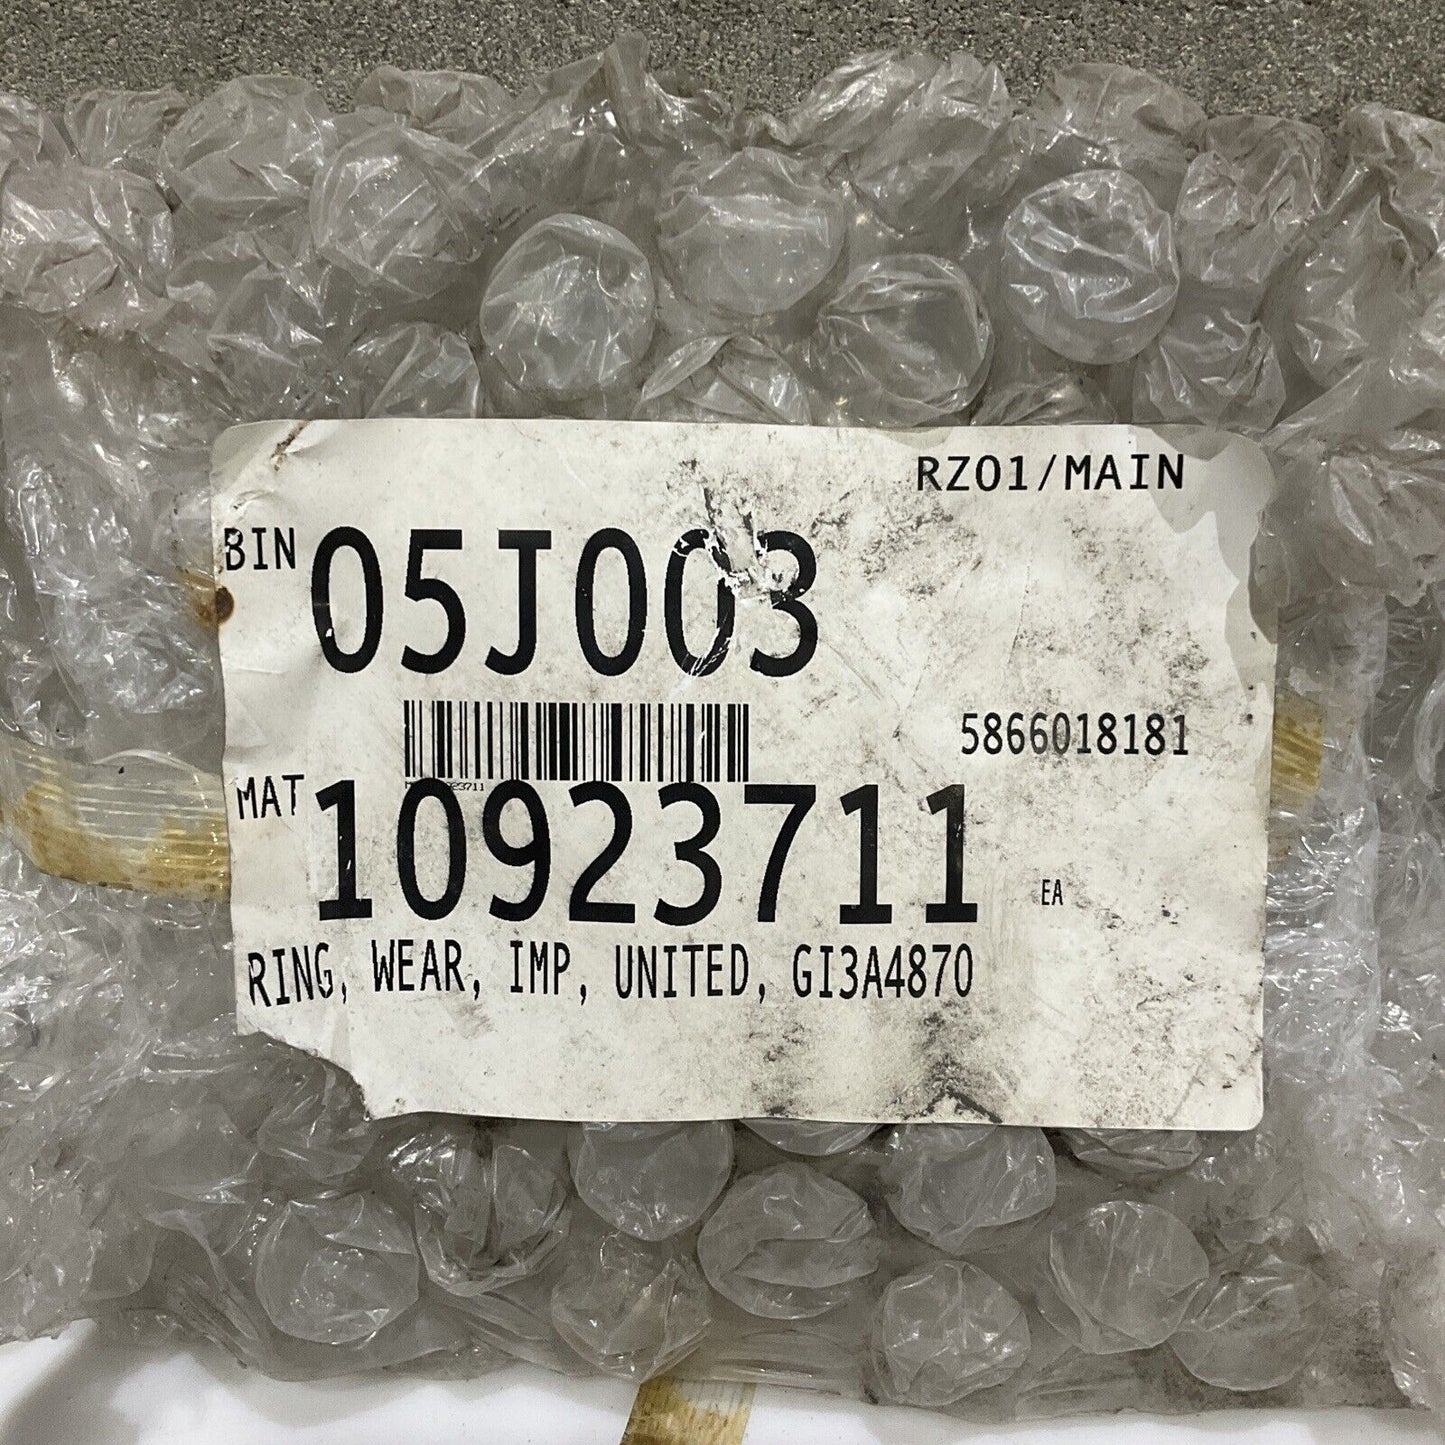 RZ01/MAIN
BIN 05J003
5866018181
MAT 10923711 EA
RING, WEAR, IMP, UNITED, GI3A4870